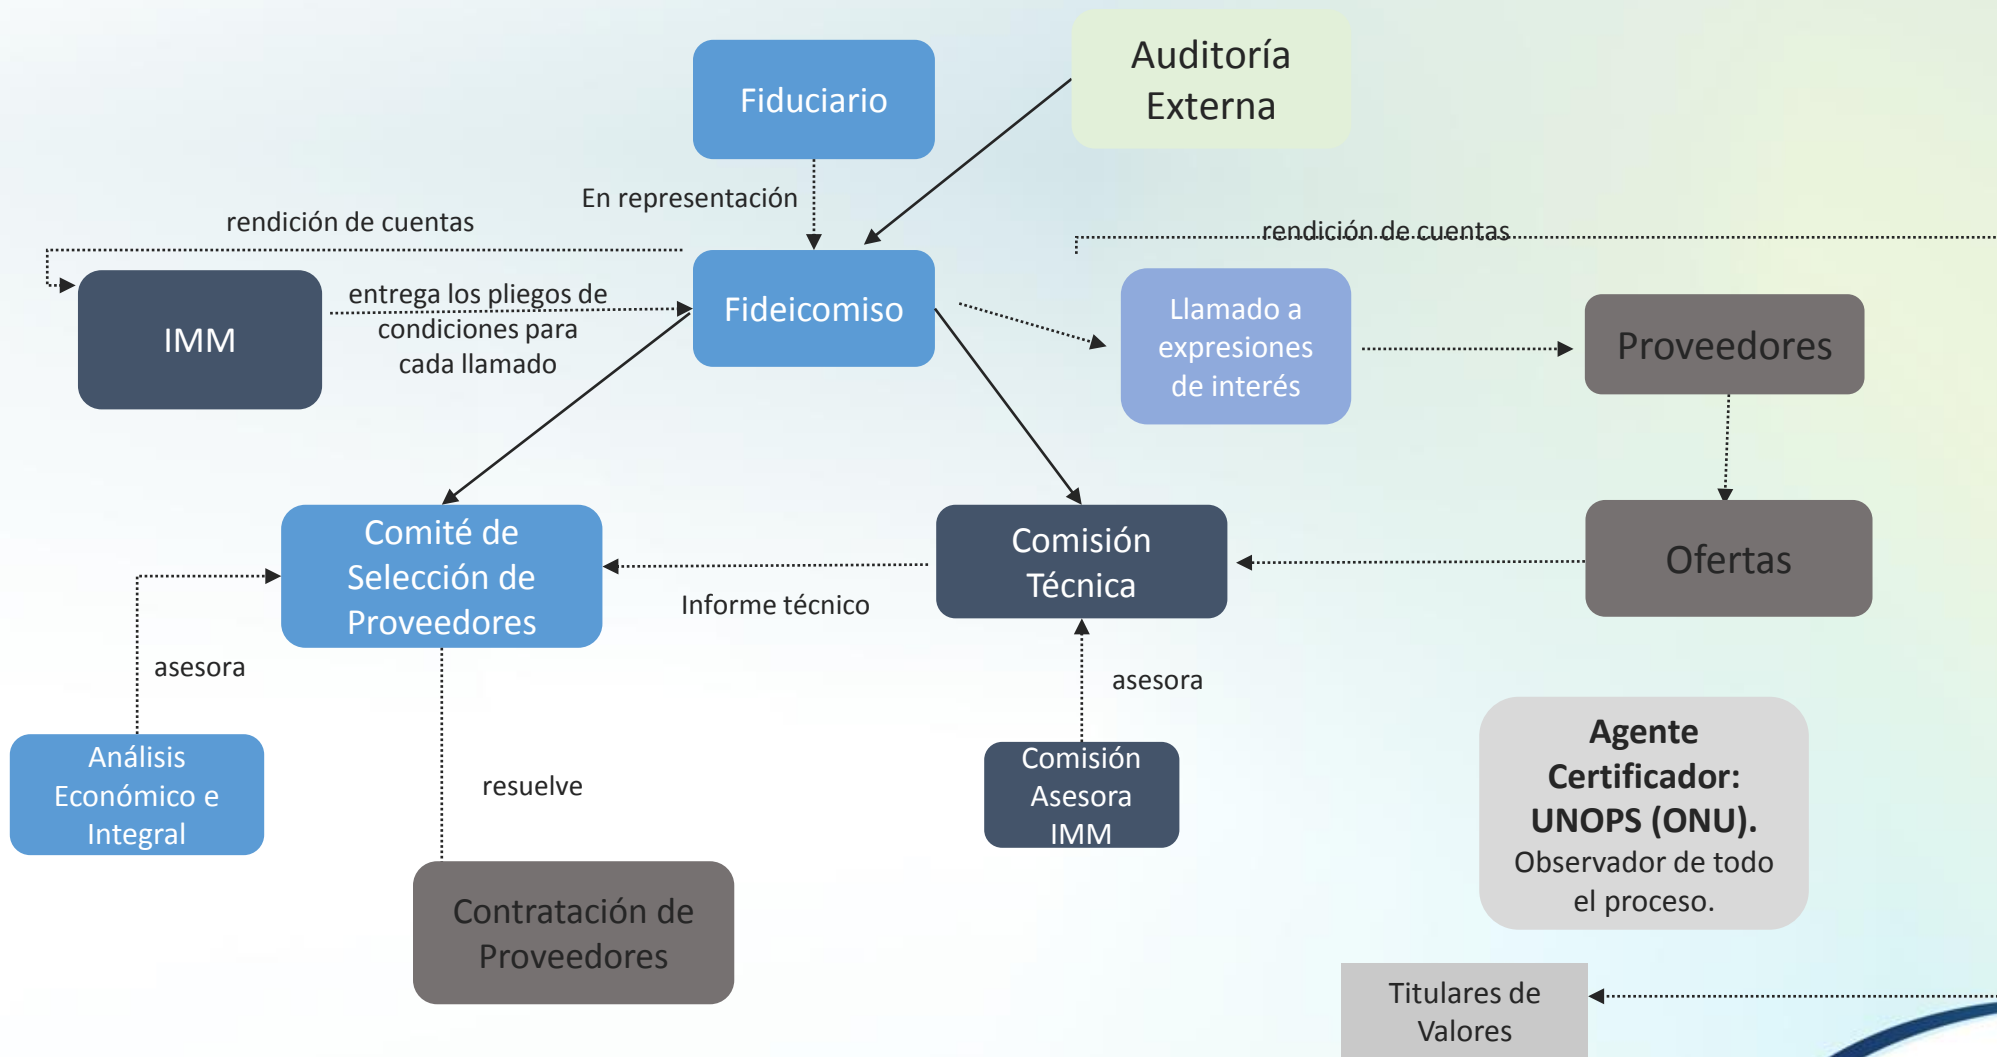 Auditoría
Externa
Fiduciario
En representación
rendición de cuentas
rendición de cuentas
IMM
entrega los pliegos de
condiciones para
cada llamado
Fideicomiso
Llamado a
expresiones
de interés
Proveedores
Comité de
Selección de
Proveedores
Informe técnico
Comisión
Técnica
Ofertas
asesora
asesora
Análisis
Económico e
Integral
resuelve
Comisión
Asesora
IMM
Agente
Certificador:
UNOPS (ONU).
Observador de todo
el proceso.
Contratación de
Proveedores
Titulares de
Valores